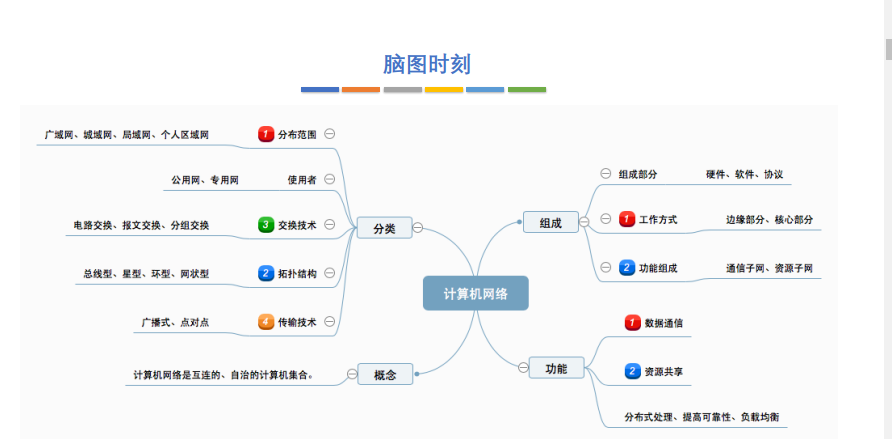 脑图时刻
广域网、城域网、局域网、个人区域网 1 分布范围
公用网、专用网 使用者
电路交换、报文交换、分组交换 3 交换技术
总线型、星型、环型、网状型 2 拓扑结构
广播式、点对点 4 传输技术
分类
计算机网络是互连的、自治的计算机集合。
概念
计算机网络
组成
组成部分 硬件、软件、协议
1 工作方式 边缘部分、核心部分
2 功能组成 通信子网、资源子网
功能
1 数据通信
2 资源共享
分布式处理、提高可靠性、负载均衡